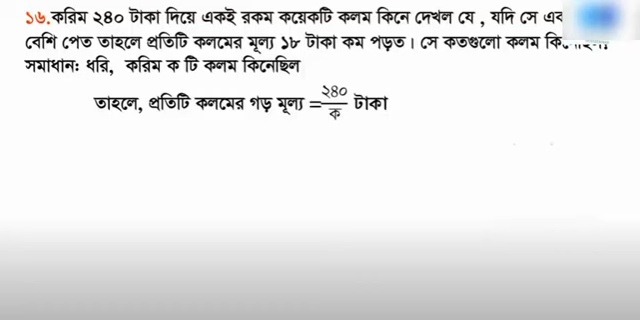 ১৬.করিম ২৪০ টাকা দিয়ে একই রকম কয়েকটি কলম কিনে দেখল যে , যদি সে
বেশি পেত তাহলে প্রতিটি কলমের মূল্য ১৮ টাকা কম পড়ত। সে কতগুলো কলম
সমাধানঃ ধরি, করিম ক টি কলম কিনেছিল
তাহলে, প্রতিটি কলমের গড় মূল্য =২৪০/ক টাকা